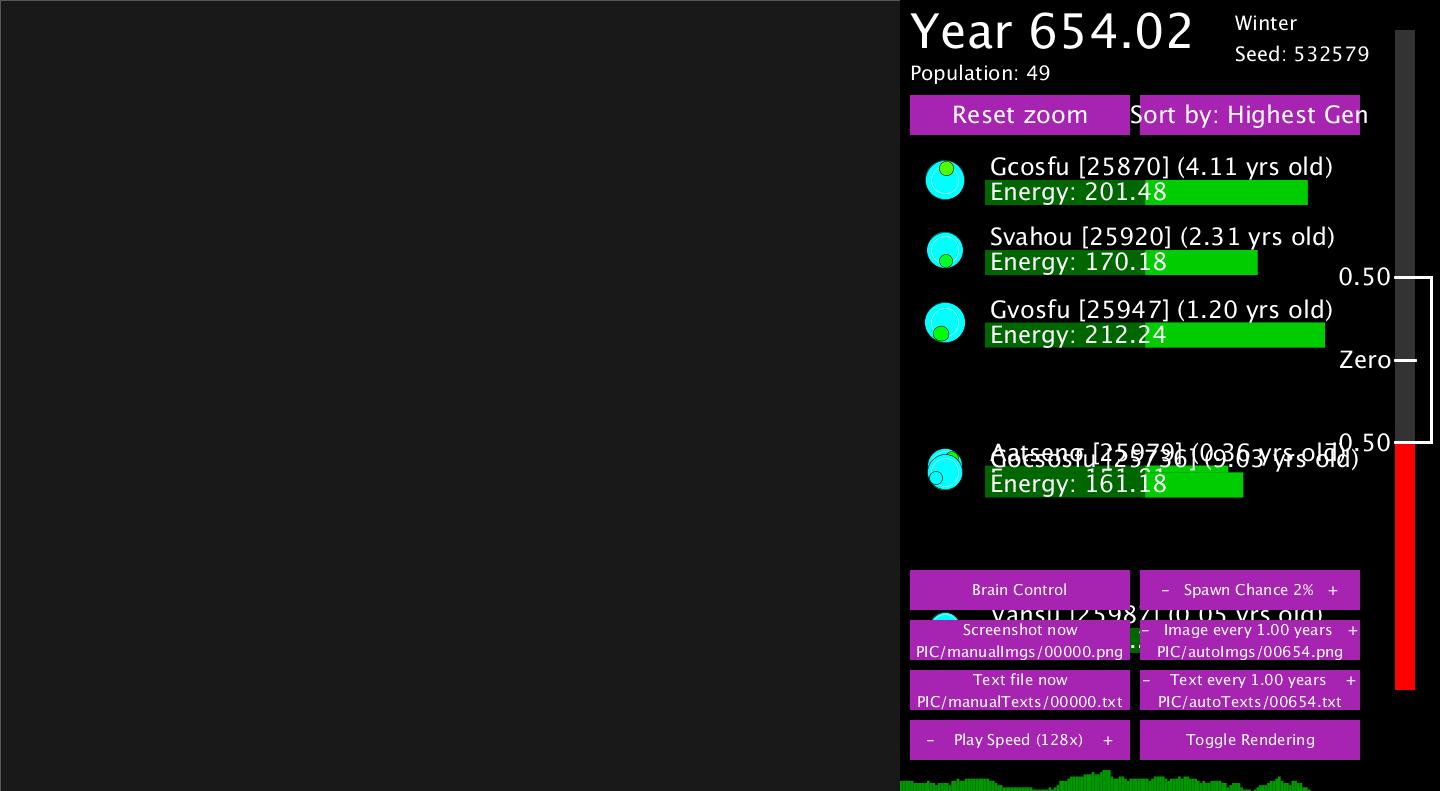 Year 654.02
Winter
Seed: 532579
Population: 49
Reset zoom
Sort by: Highest Gen
Gcosfu [25870] (4.11 yrs old)
Energy: 201.48
Svahou [25920] (2.31 yrs old)
Energy: 170.18
0.50
Gvosfu [25947] (1.20 yrs old)
Energy: 212.24
Zero
-0.50
Aatseno [25979] (0.36 yrs old)
Gocsosfu [25736] (9.03 yrs old)
Energy: 161.18
Brain Control
- Spawn Chance 2% +
Vansu [25987] (0.05 yrs old)
Screenshot now
PIC/manualImgs/00000.png
- Image every 1.00 years +
PIC/autoImgs/00654.png
Text file now
PIC/manualTexts/00000.txt
- Text every 1.00 years +
PIC/autoTexts/00654.txt
- Play Speed (128x) +
Toggle Rendering